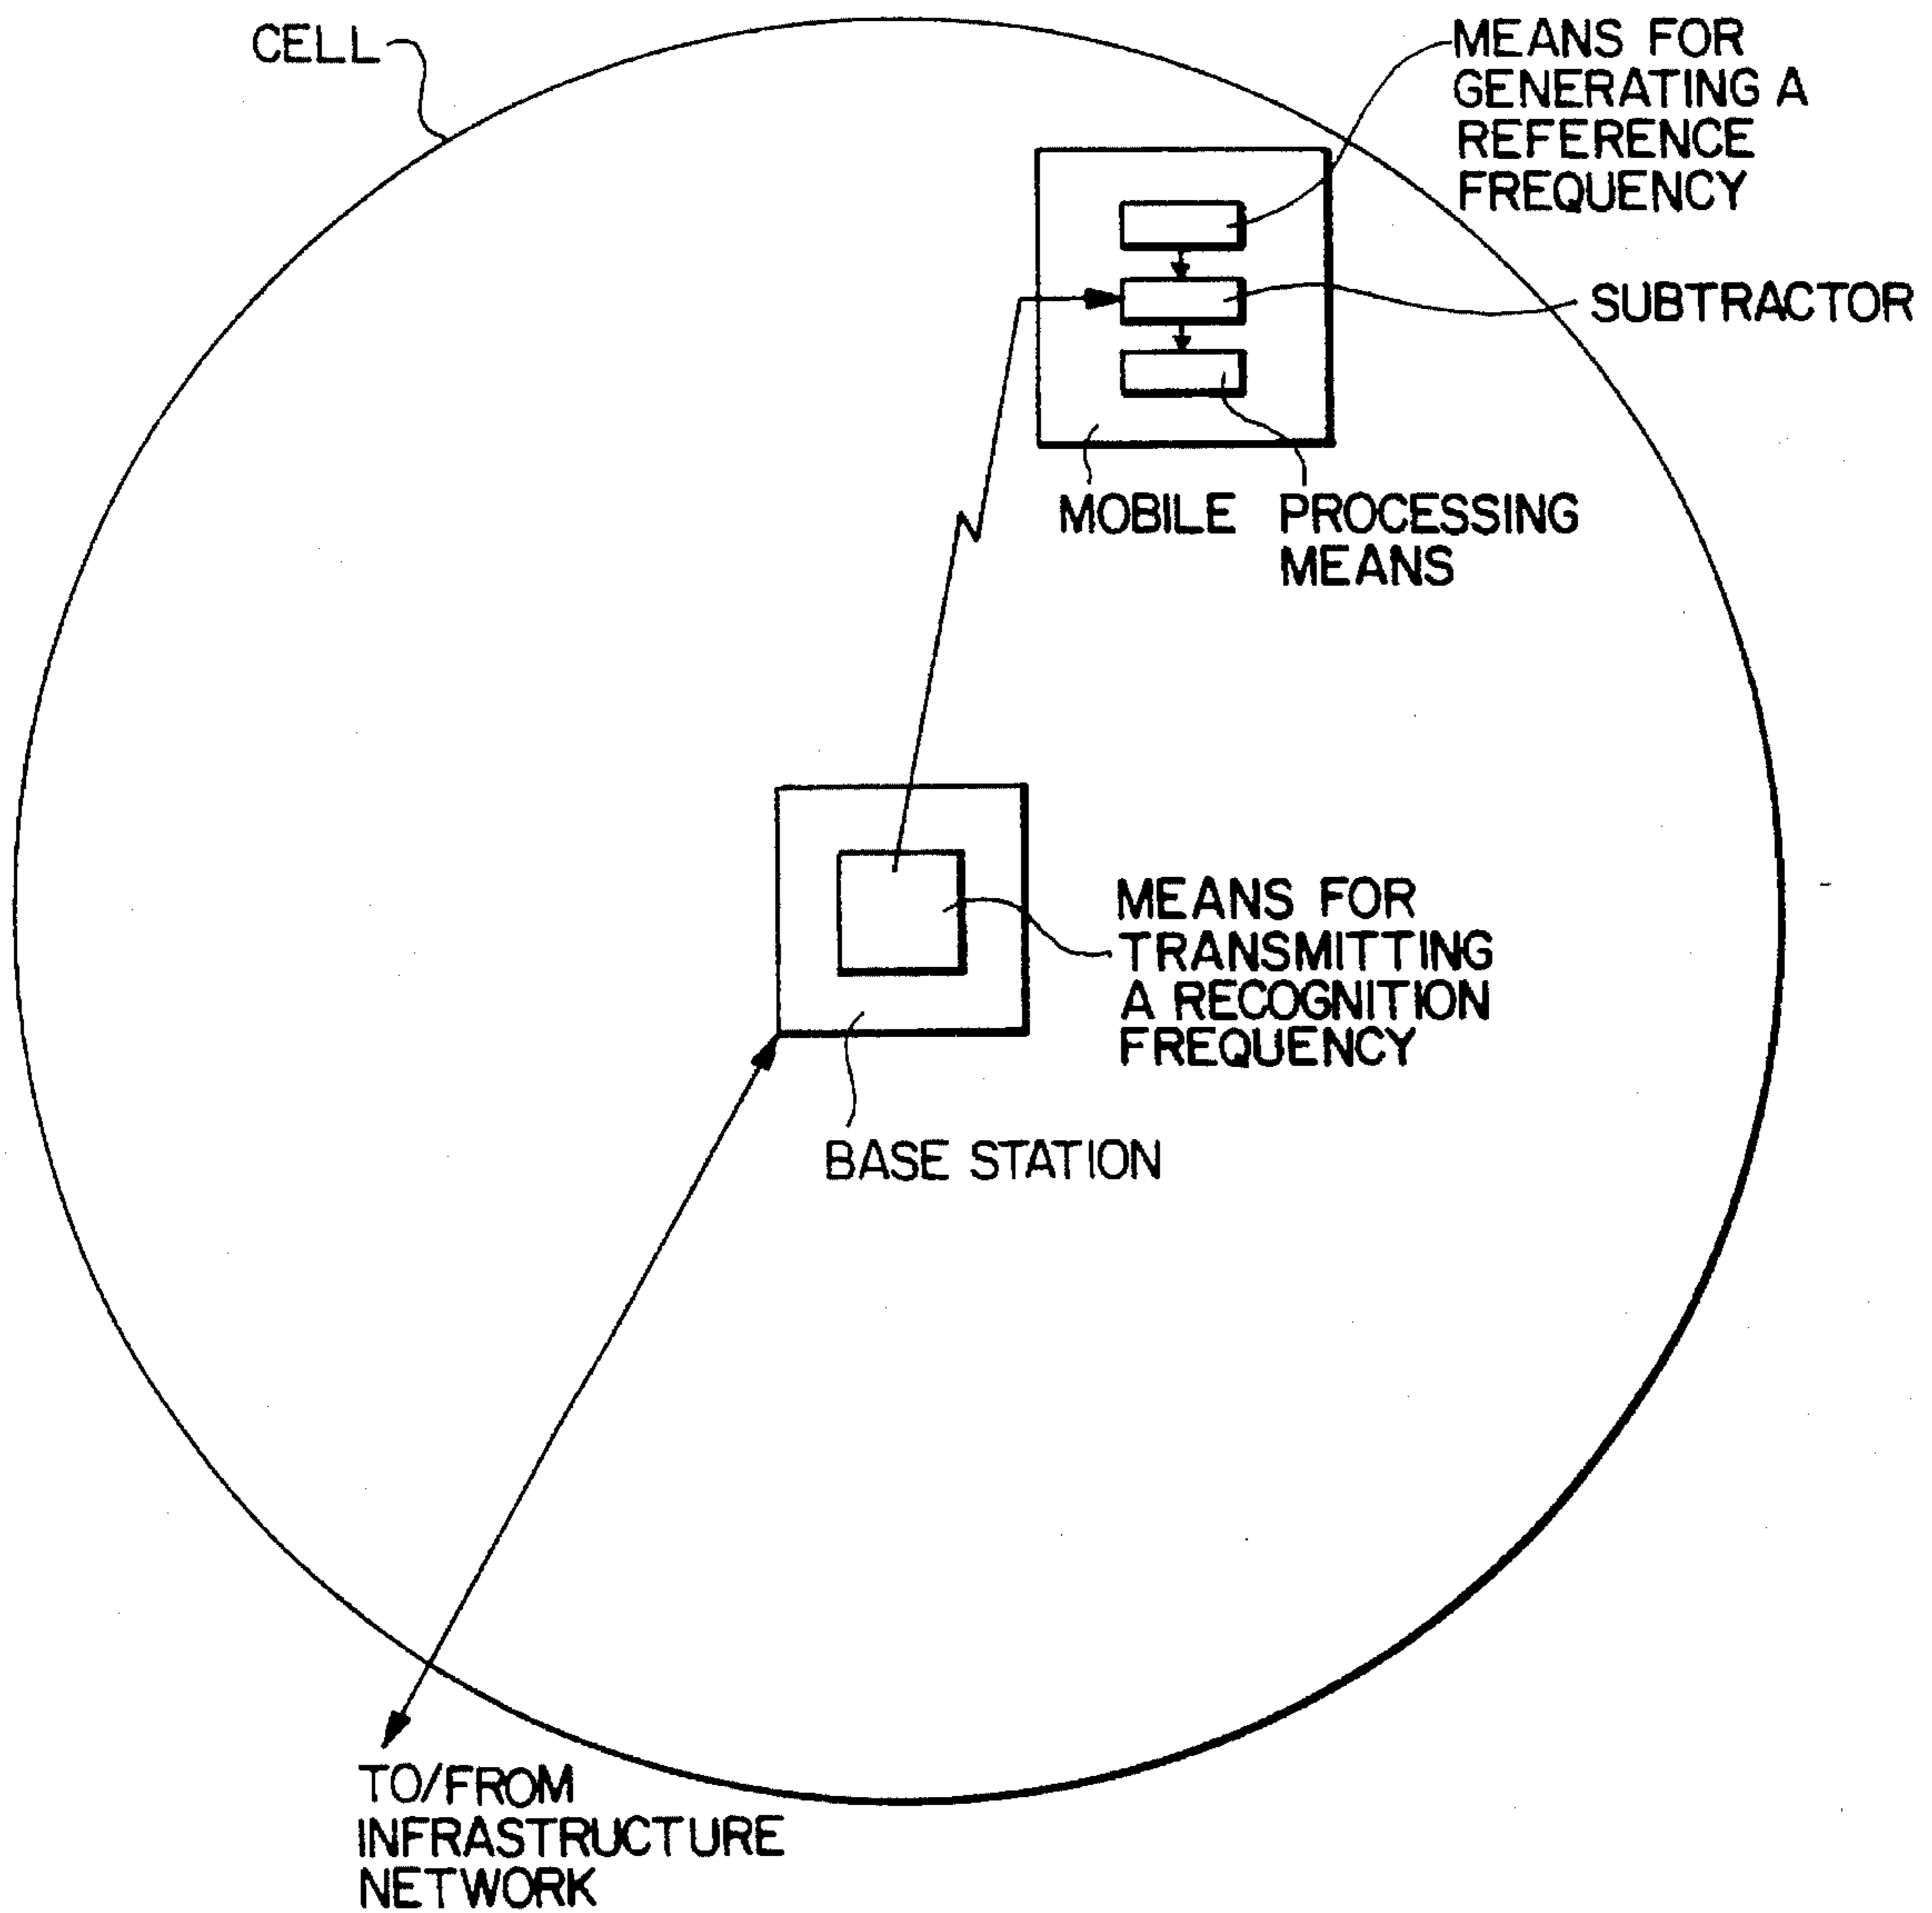 CELL
MEANS FOR
GENERATING A
REFERENCE
FREQUENCY
SUBTRACTOR
MOBILE
PROCESSING
MEANS
MEANS FOR
TRANSMITTING
A RECOGNITION
FREQUENCY
BASE STATION
TO/FROM
INFRASTRUCTURE
NETWORK